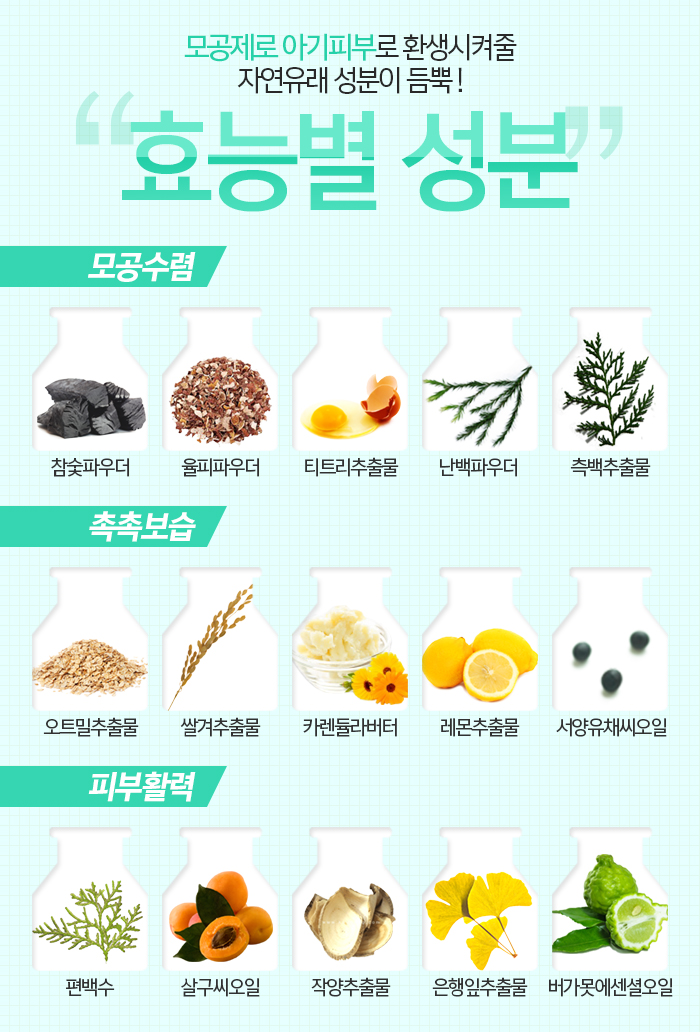 모공제로 아기피부로 환생시켜줄
자연유래 성분이 듬뿍!
“효능별 성분”
모공수렴
참숯파우더 율피파우더 티트리추출물 난백파우더 측백추출물
촉촉보습
오트밀추출물 쌀겨추출물 카렌듈라버터 레몬추출물 서양유채씨오일
피부활력
편백수 살구씨오일 작양추출물 은행잎추출물 버가못에센셜오일